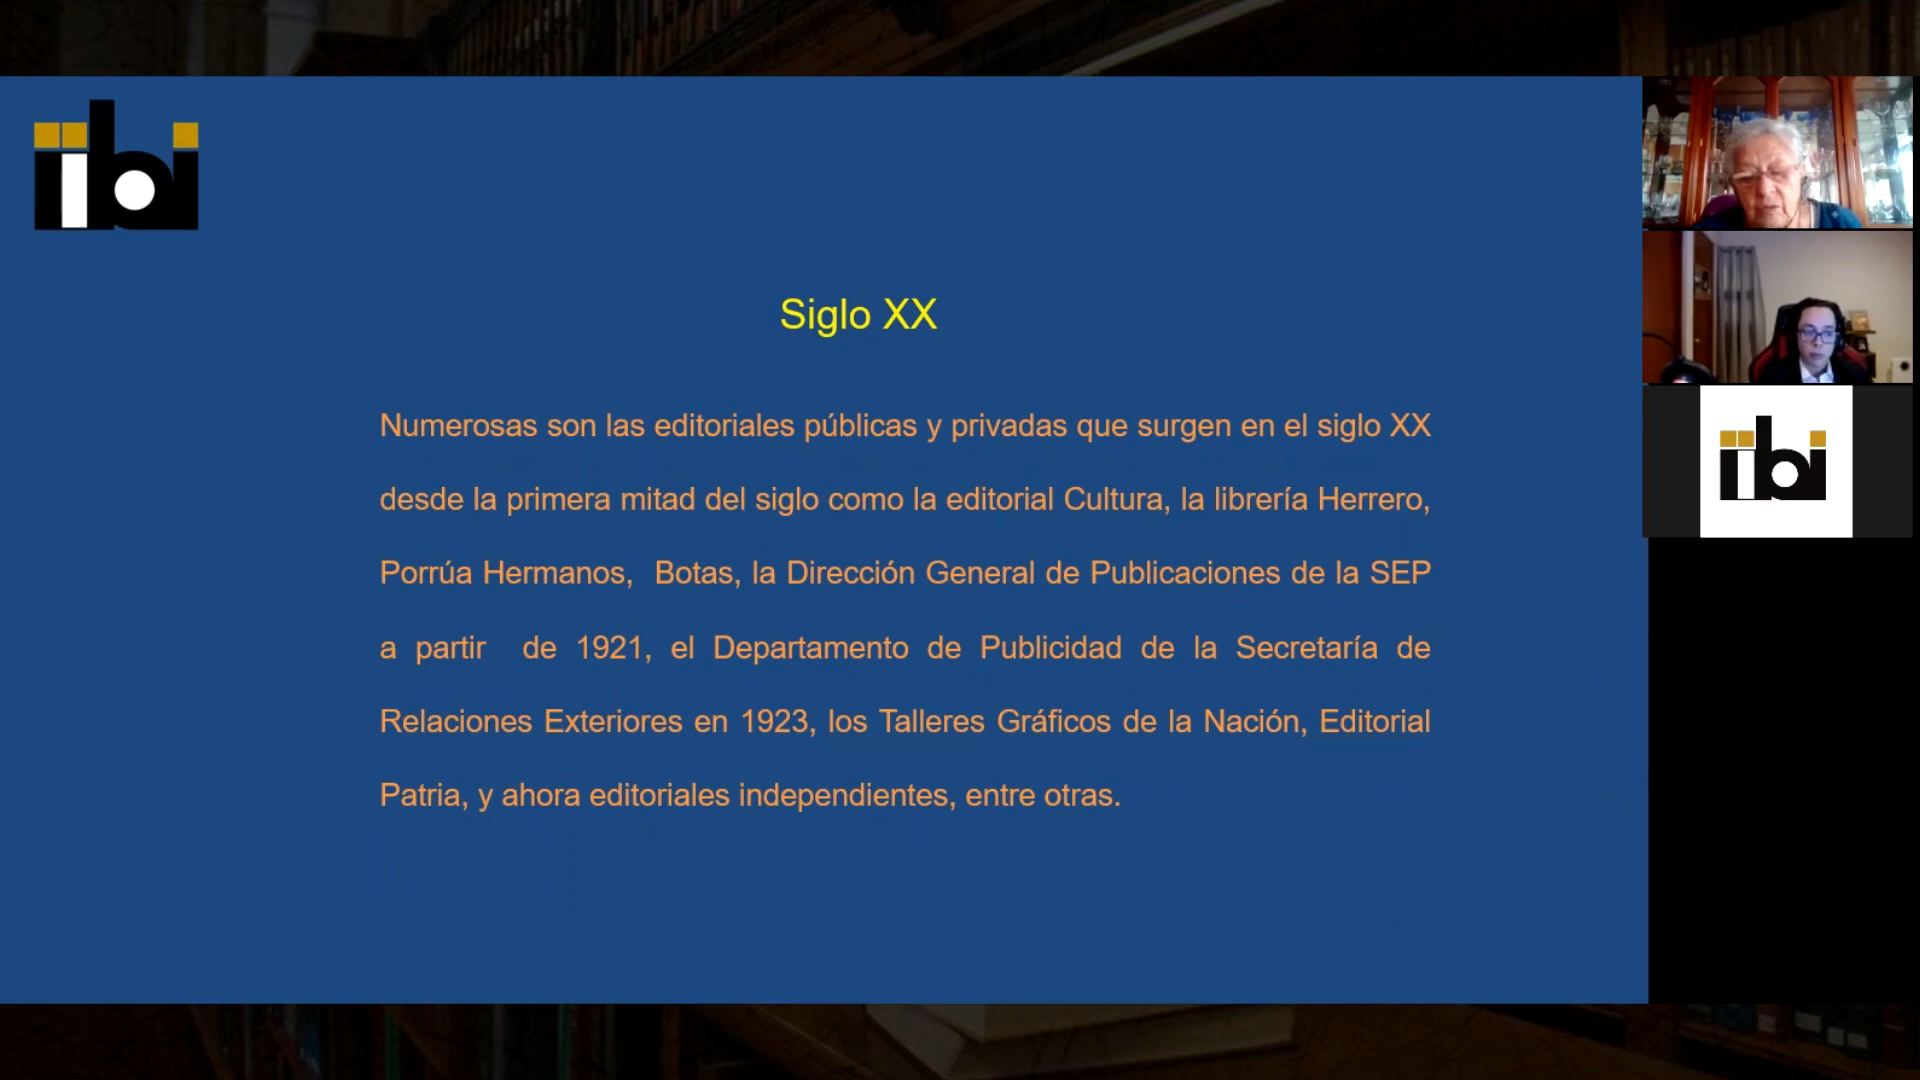 iibi
Siglo XX
Numerosas son las editoriales públicas y privadas que surgen en el siglo XX
desde la primera mitad del siglo como la editorial Cultura, la librería Herrero,
Porrúa Hermanos,  Botas, la Dirección General de Publicaciones de la SEP
a partir  de 1921, el Departamento de Publicidad de la Secretaría de
Relaciones Exteriores en 1923, los Talleres Gráficos de la Nación, Editorial
Patria, y ahora editoriales independientes, entre otras.
iibi